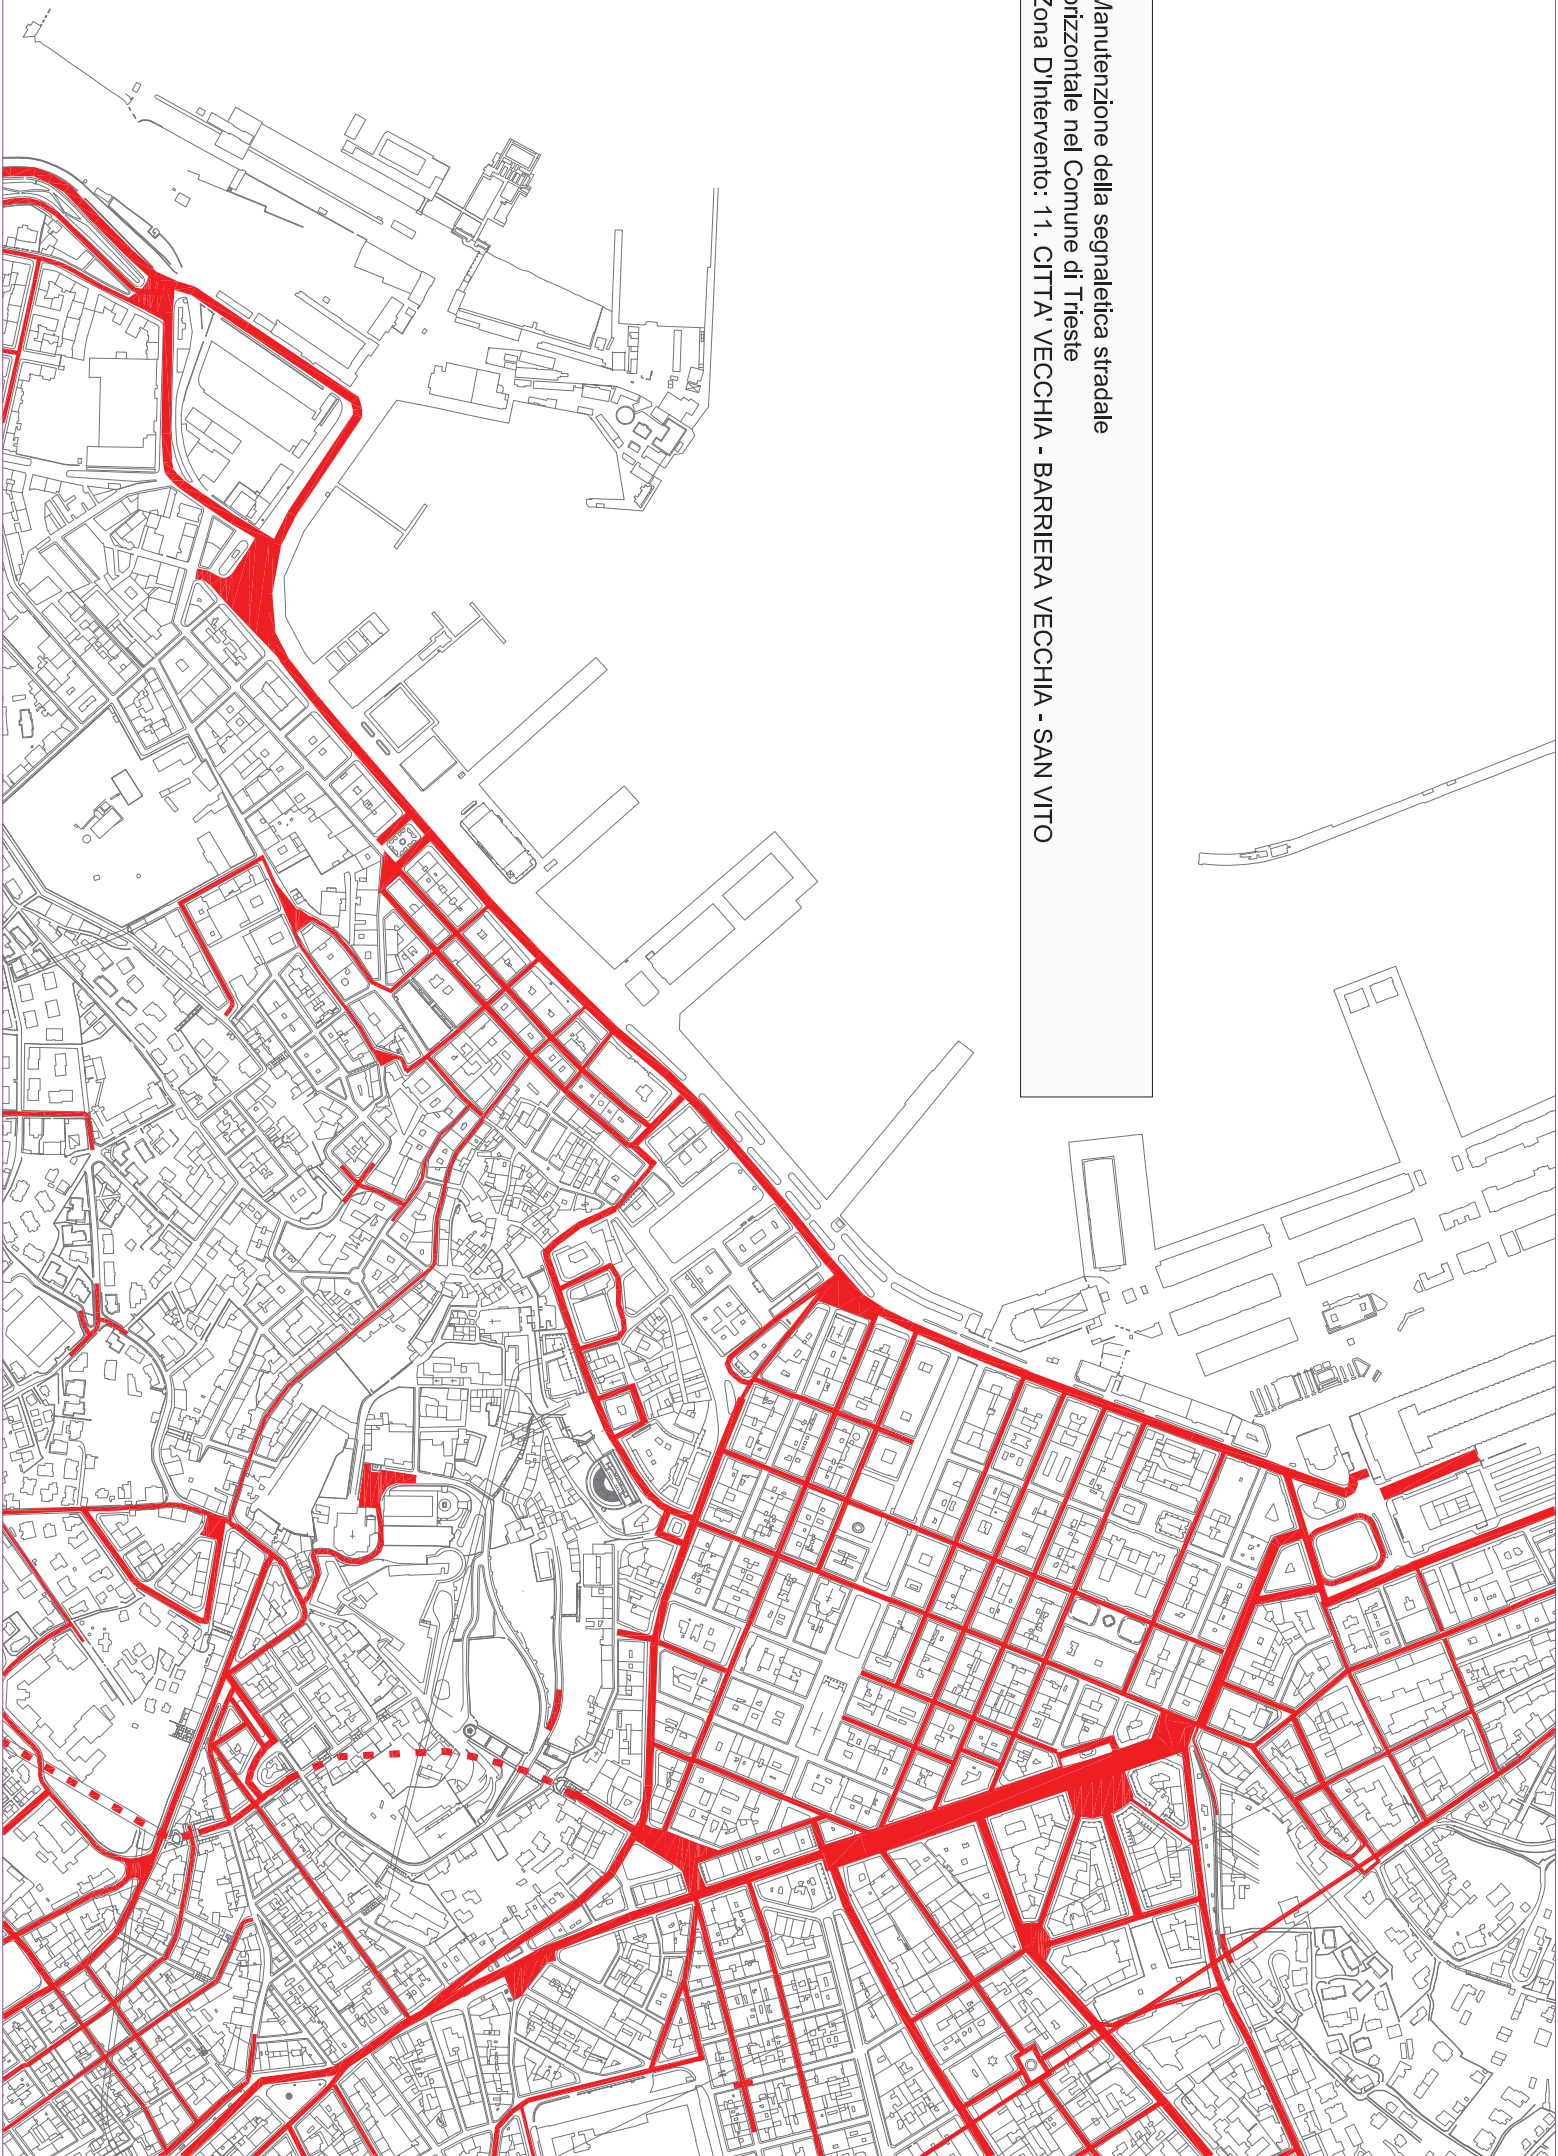 Manutenzione della segnaletica stradale
orizzontale nel Comune di Trieste
Zona D'Intervento: 11. CITTA' VECCHIA - BARRIERA VECCHIA - SAN VITO